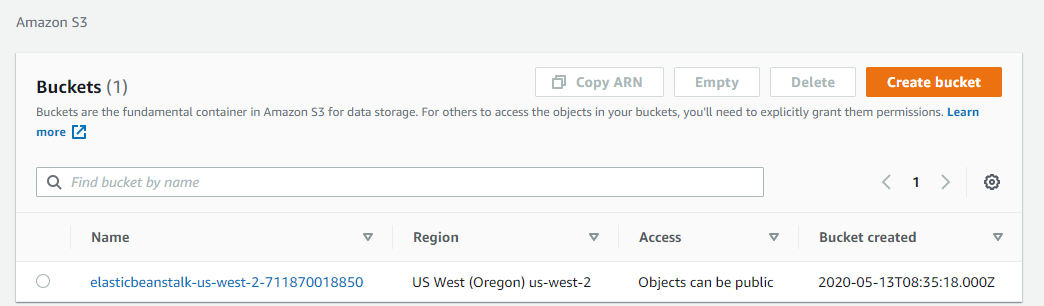 Amazon S3
Buckets (1)
Copy ARN
Empty
Delete
Create bucket
Buckets are the fundamental container in Amazon S3 for data storage. For others to access the objects in your buckets, you'll need to explicitly grant them permissions. Learn
more
Find bucket by name
1
Name Region Access Bucket created
elasticbeanstalk-us-west-2-711870018850 US West (Oregon) us-west-2 Objects can be public 2020-05-13T08:35:18.000Z